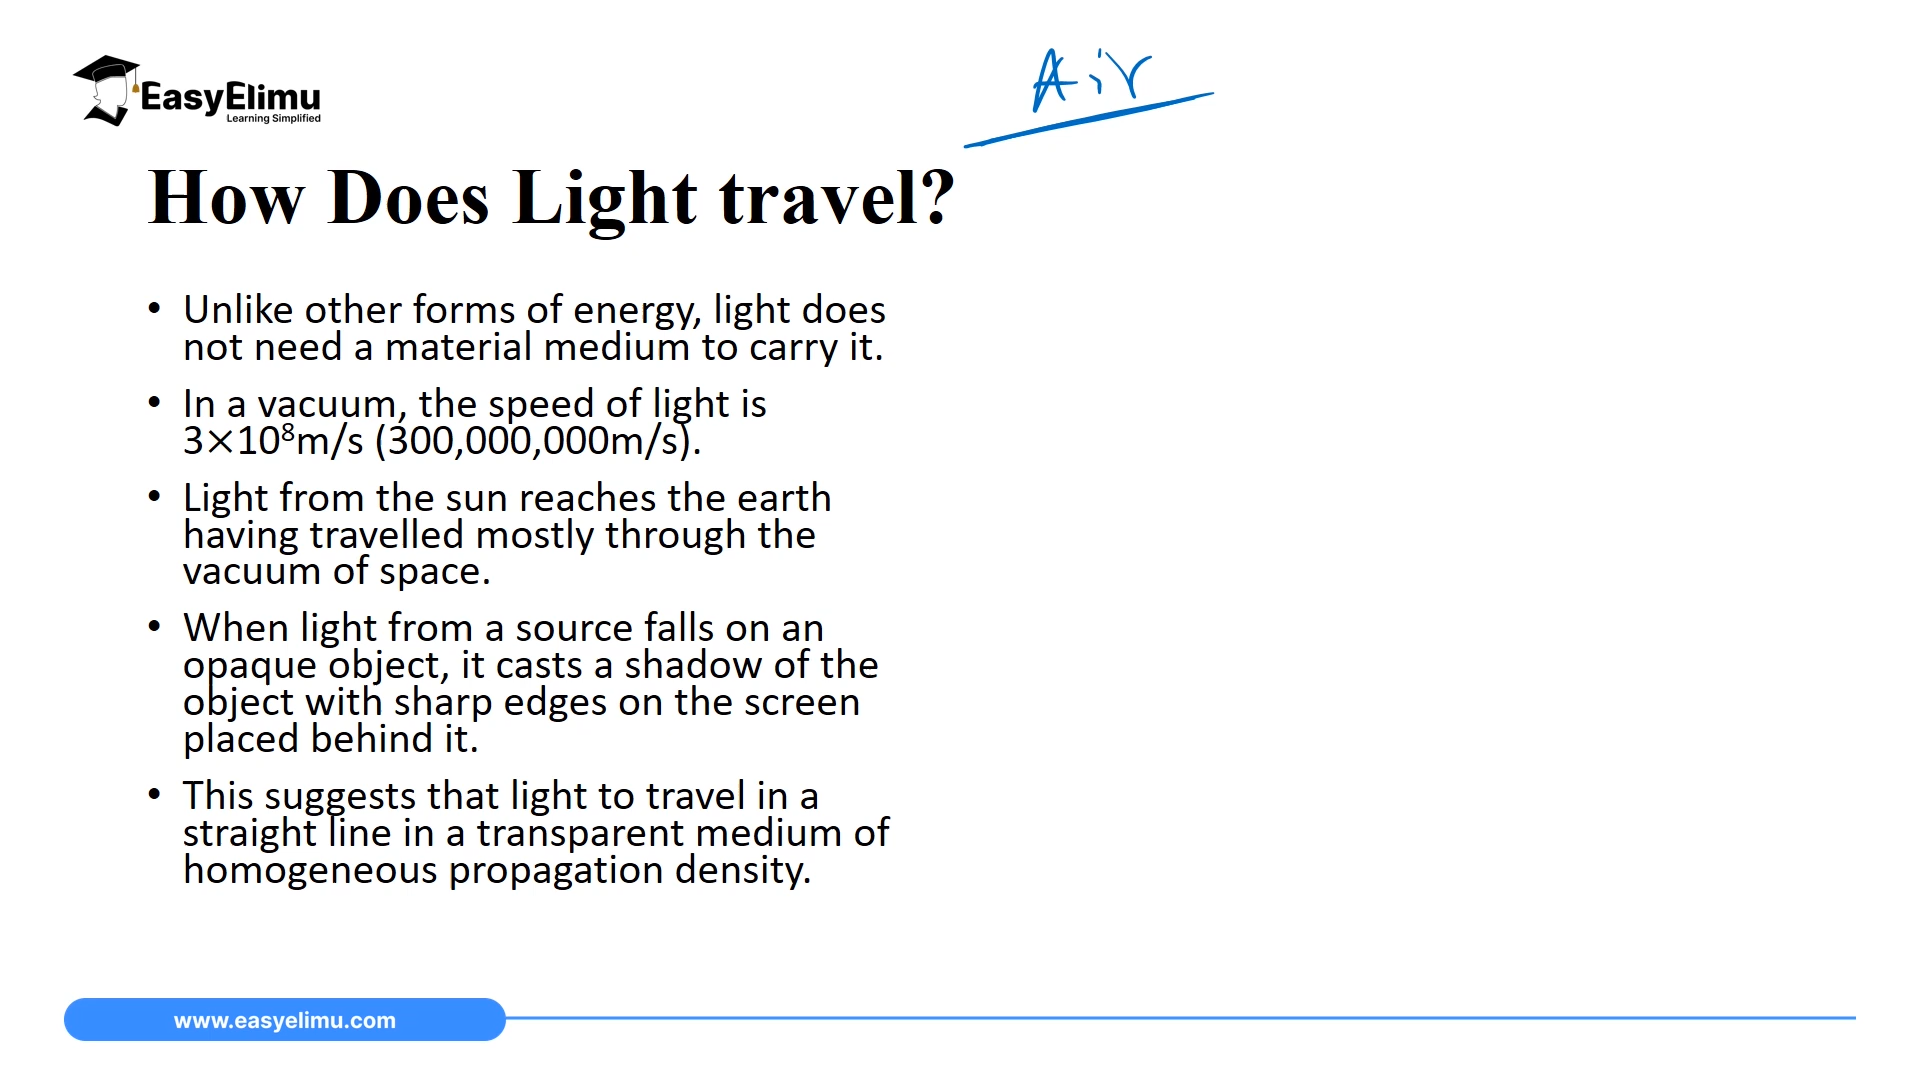 Air
EasyElimu
Learning Simplified
How Does Light travel?
• Unlike other forms of energy, light does
not need a material medium to carry it.
• In a vacuum, the speed of light is
3×10⁸m/s (300,000,000m/s).
• Light from the sun reaches the earth
having travelled mostly through the
vacuum of space.
• When light from a source falls on an
opaque object, it casts a shadow of the
object with sharp edges on the screen
placed behind it.
• This suggests that light to travel in a
straight line in a transparent medium of
homogeneous propagation density.
www.easyelimu.com